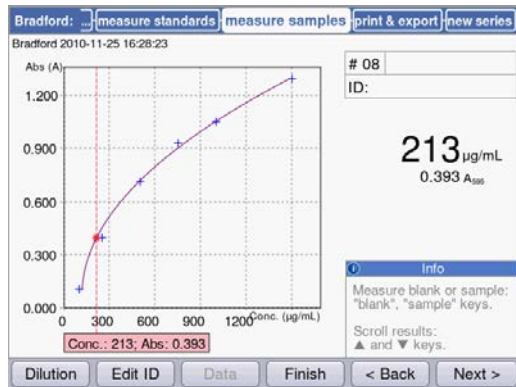 Bradford: ... measure standards measure samples print & export new series
Bradford 2010-11-25 16:28:23
Abs (A)
1.200
0.900
0.600
0.300
0.000
0 300 600 900 1200 Conc. (µg/mL)
Conc.: 213; Abs: 0.393
# 08
ID:
213 µg/mL
0.393 A595
Info
Measure blank or sample:
"blank", "sample" keys.
Scroll results:
▲ and ▼ keys.
Dilution Edit ID Data Finish < Back Next >